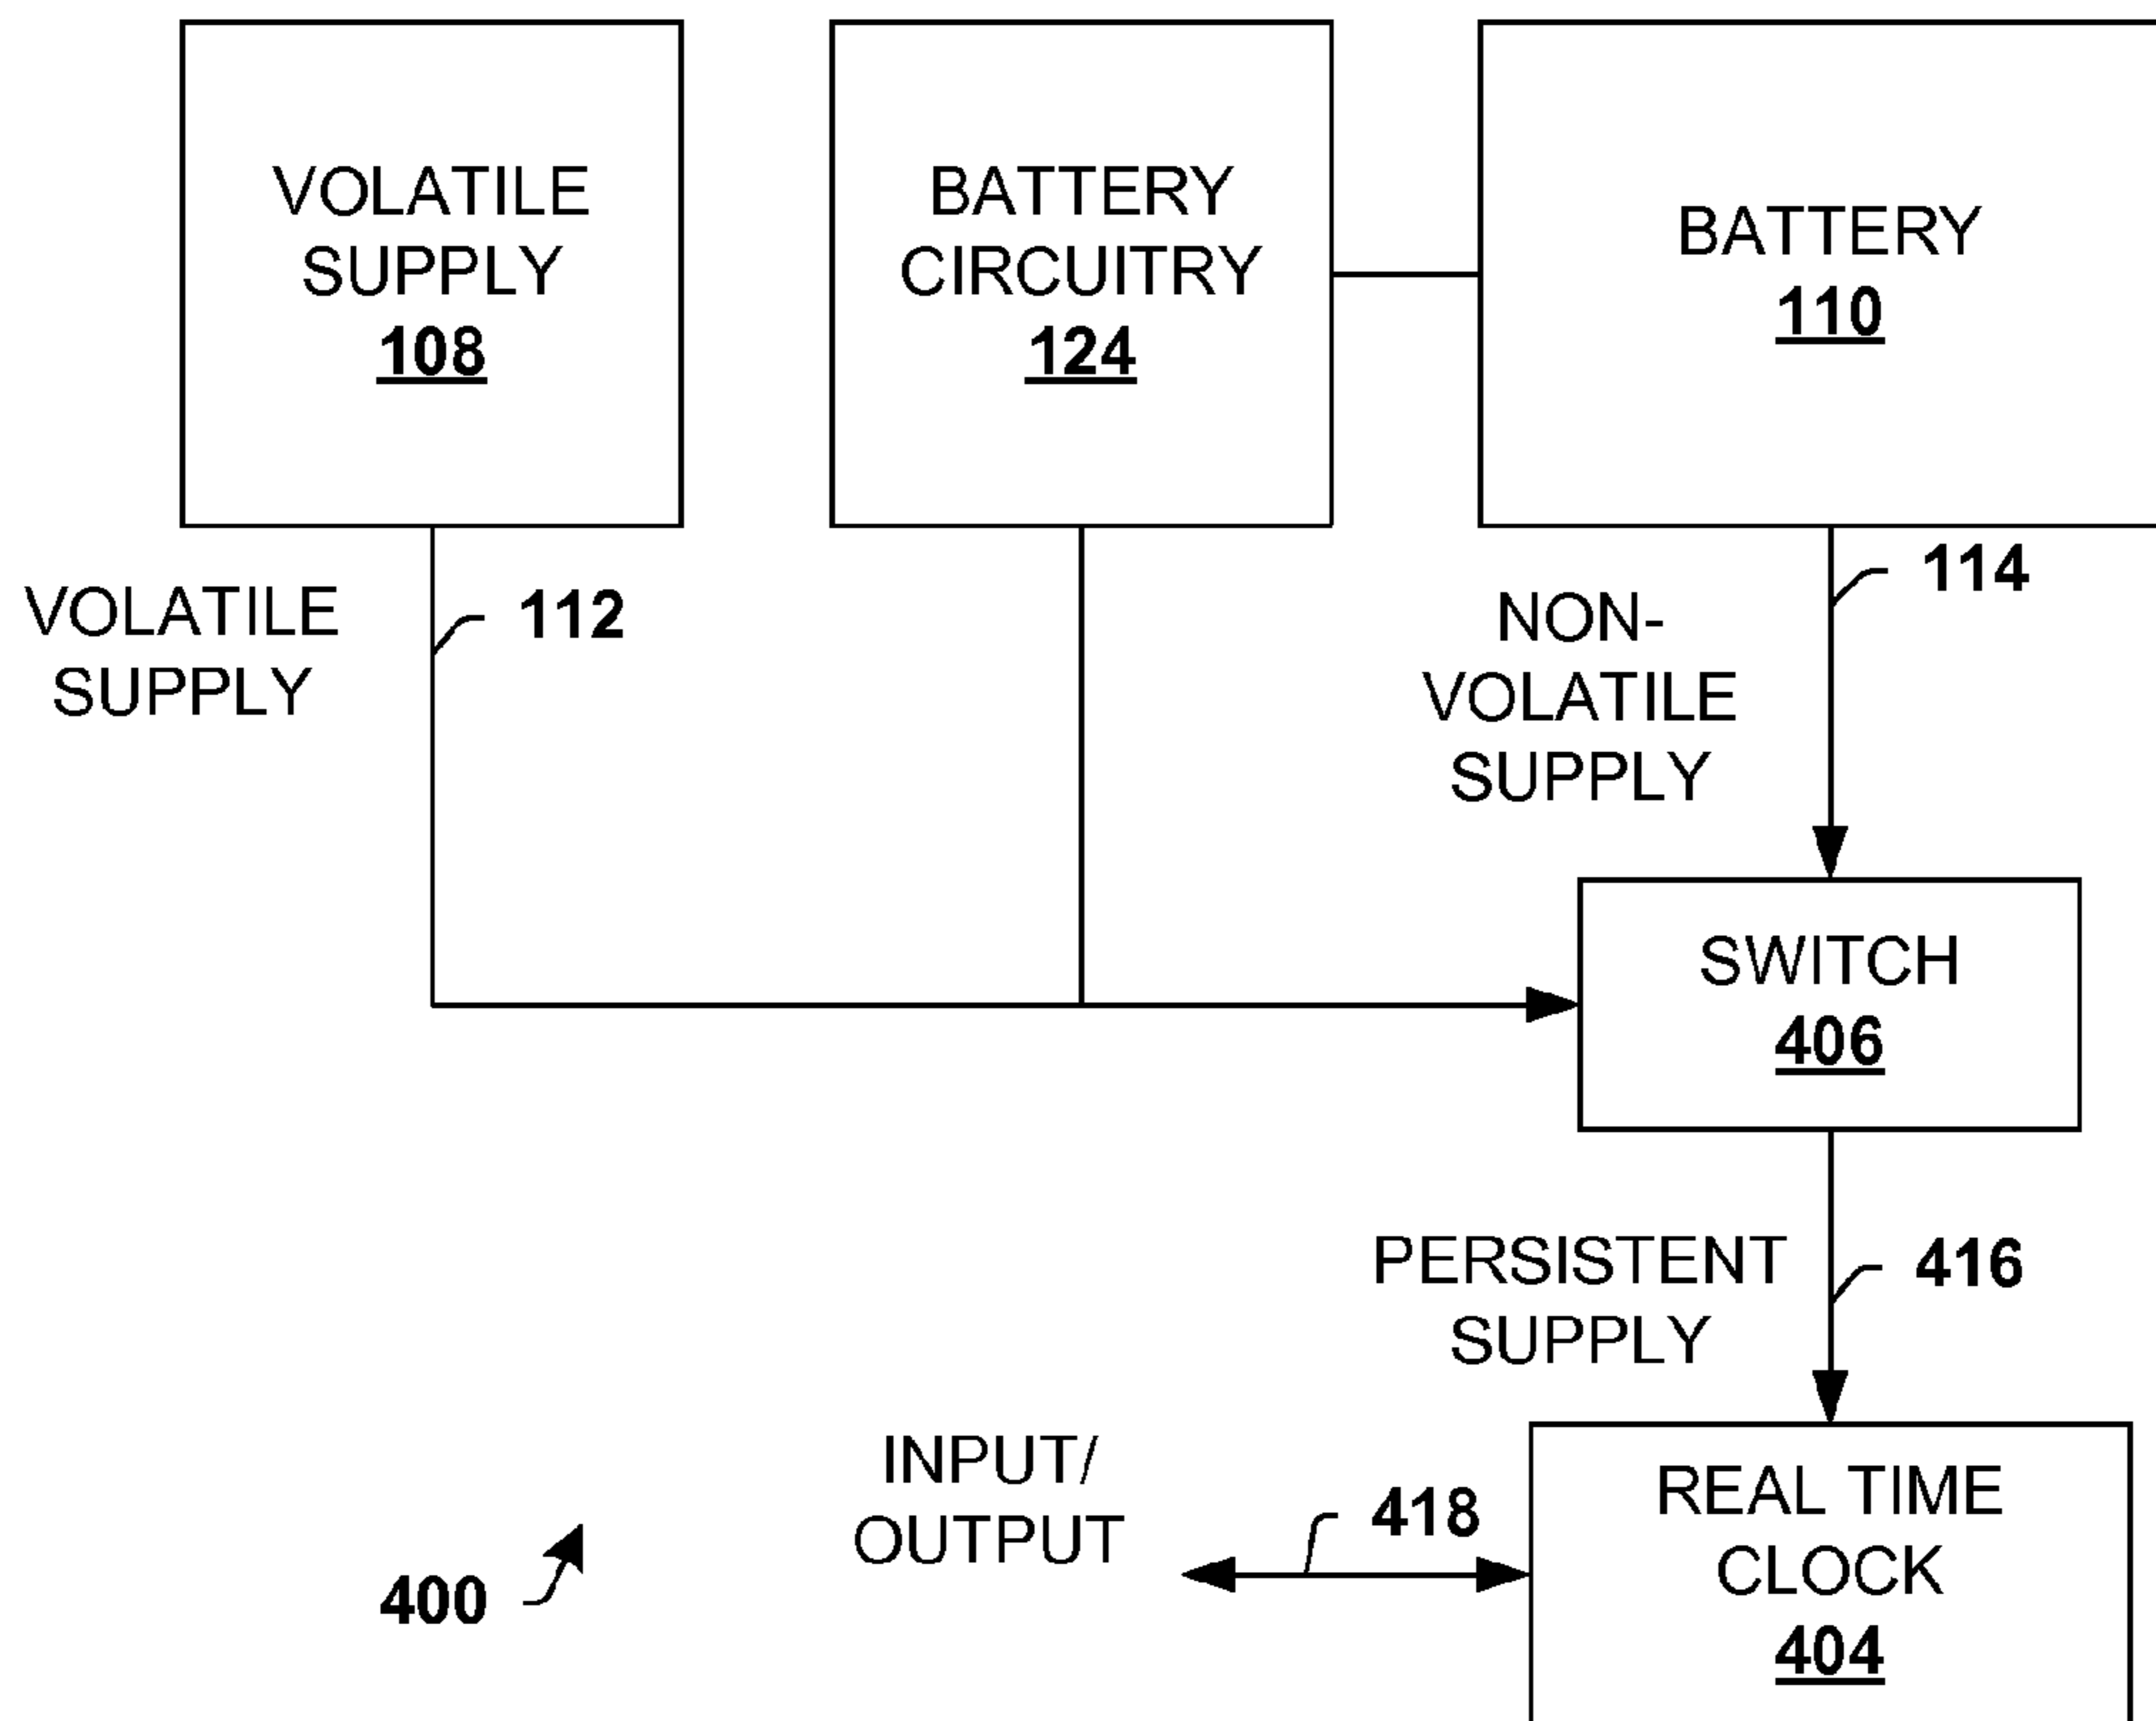 VOLATILE
SUPPLY
108
BATTERY
CIRCUITRY
124
BATTERY
110
VOLATILE
SUPPLY
112
NON-
VOLATILE
SUPPLY
114
SWITCH
406
PERSISTENT
SUPPLY
416
INPUT/
OUTPUT
418
REAL TIME
CLOCK
404
400